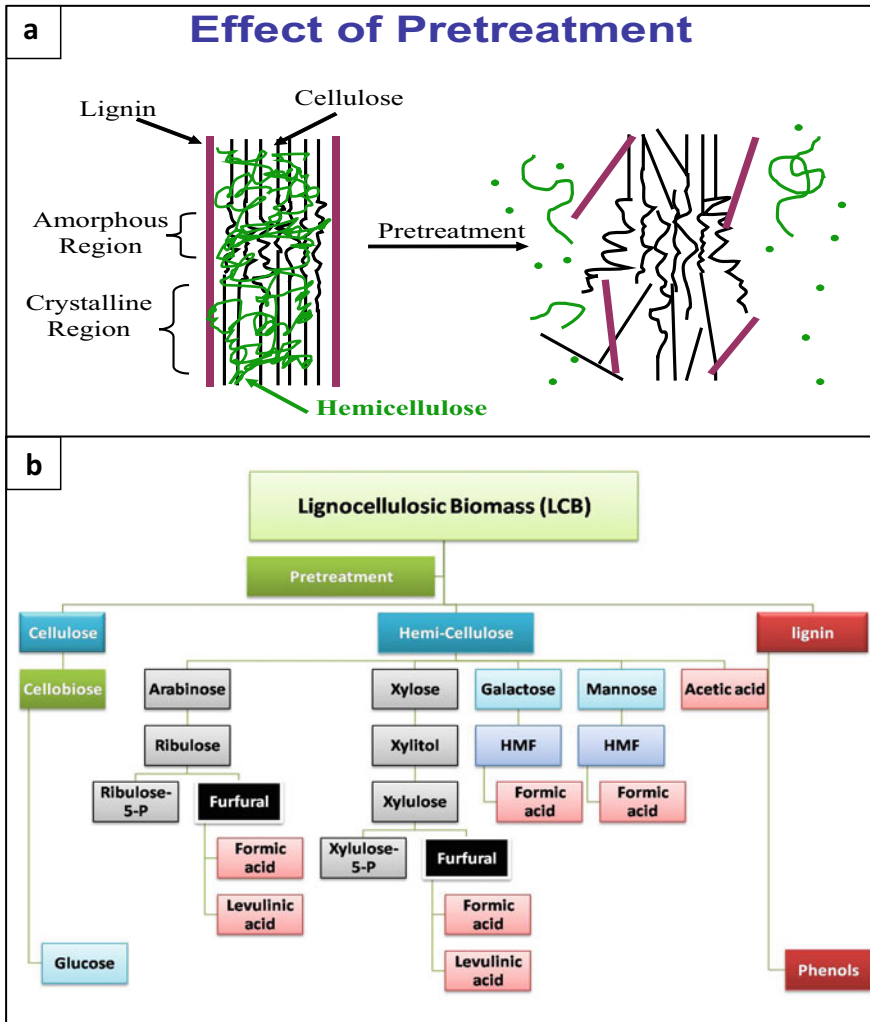 a
Effect of Pretreatment
Lignin
Cellulose
Amorphous
Region
Pretreatment
Crystalline
Region
Hemicellulose
b
Lignocellulosic Biomass (LCB)
Pretreatment
Cellulose
Hemi-Cellulose
lignin
Cellobiose
Arabinose
Xylose
Galactose
Mannose
Acetic acid
Ribulose
Xylitol
HMF
HMF
Ribulose-
5-P
Furfural
Xylulose
Formic
acid
Formic
acid
Formic
acid
Xylulose-
5-P
Furfural
Levulinic
acid
Formic
acid
Glucose
Levulinic
acid
Phenols